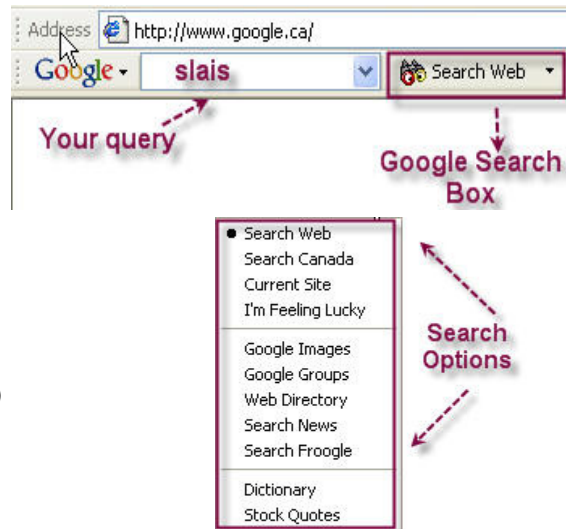 Address http://www.google.ca/
Google slais Search Web
Your query
Google Search
Box
Search Web
Search Canada
Current Site
I'm Feeling Lucky
Google Images
Google Groups
Web Directory
Search News
Search Froogle
Dictionary
Stock Quotes
Search
Options